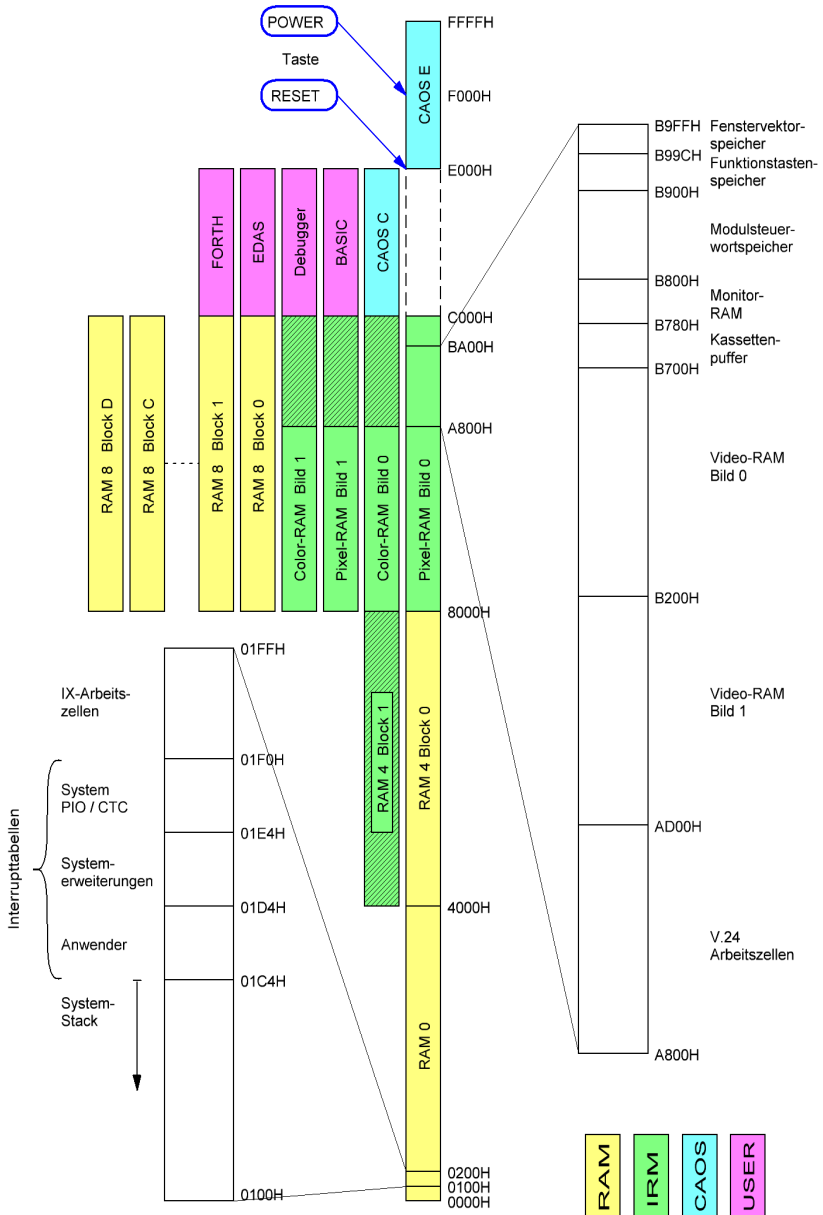 POWER
Taste
RESET
CAOS E
FFFFH
F000H
E000H
FORTH
EDAS
Debugger
BASIC
CAOS C
C000H
BA00H
A800H
RAM 8 Block D
RAM 8 Block C
RAM 8 Block 1
RAM 8 Block 0
Color-RAM Bild 1
Pixel-RAM Bild 1
Color-RAM Bild 0
Pixel-RAM Bild 0
8000H
RAM 4 Block 1
RAM 4 Block 0
4000H
RAM 0
0200H
0100H
0000H
B9FFH
Fenstervektor-
speicher
B99CH
Funktionstasten-
speicher
B900H
Modulsteuer-
wortspeicher
B800H
Monitor-
RAM
B780H
Kassetten-
puffer
B700H
Video-RAM
Bild 0
B200H
Video-RAM
Bild 1
AD00H
V.24
Arbeitszellen
A800H
01FFH
IX-Arbeits-
zellen
01F0H
Interrupttabellen
System
PIO / CTC
01E4H
System-
erweiterungen
01D4H
Anwender
01C4H
System-
Stack
0100H
RAM
IRM
CAOS
USER